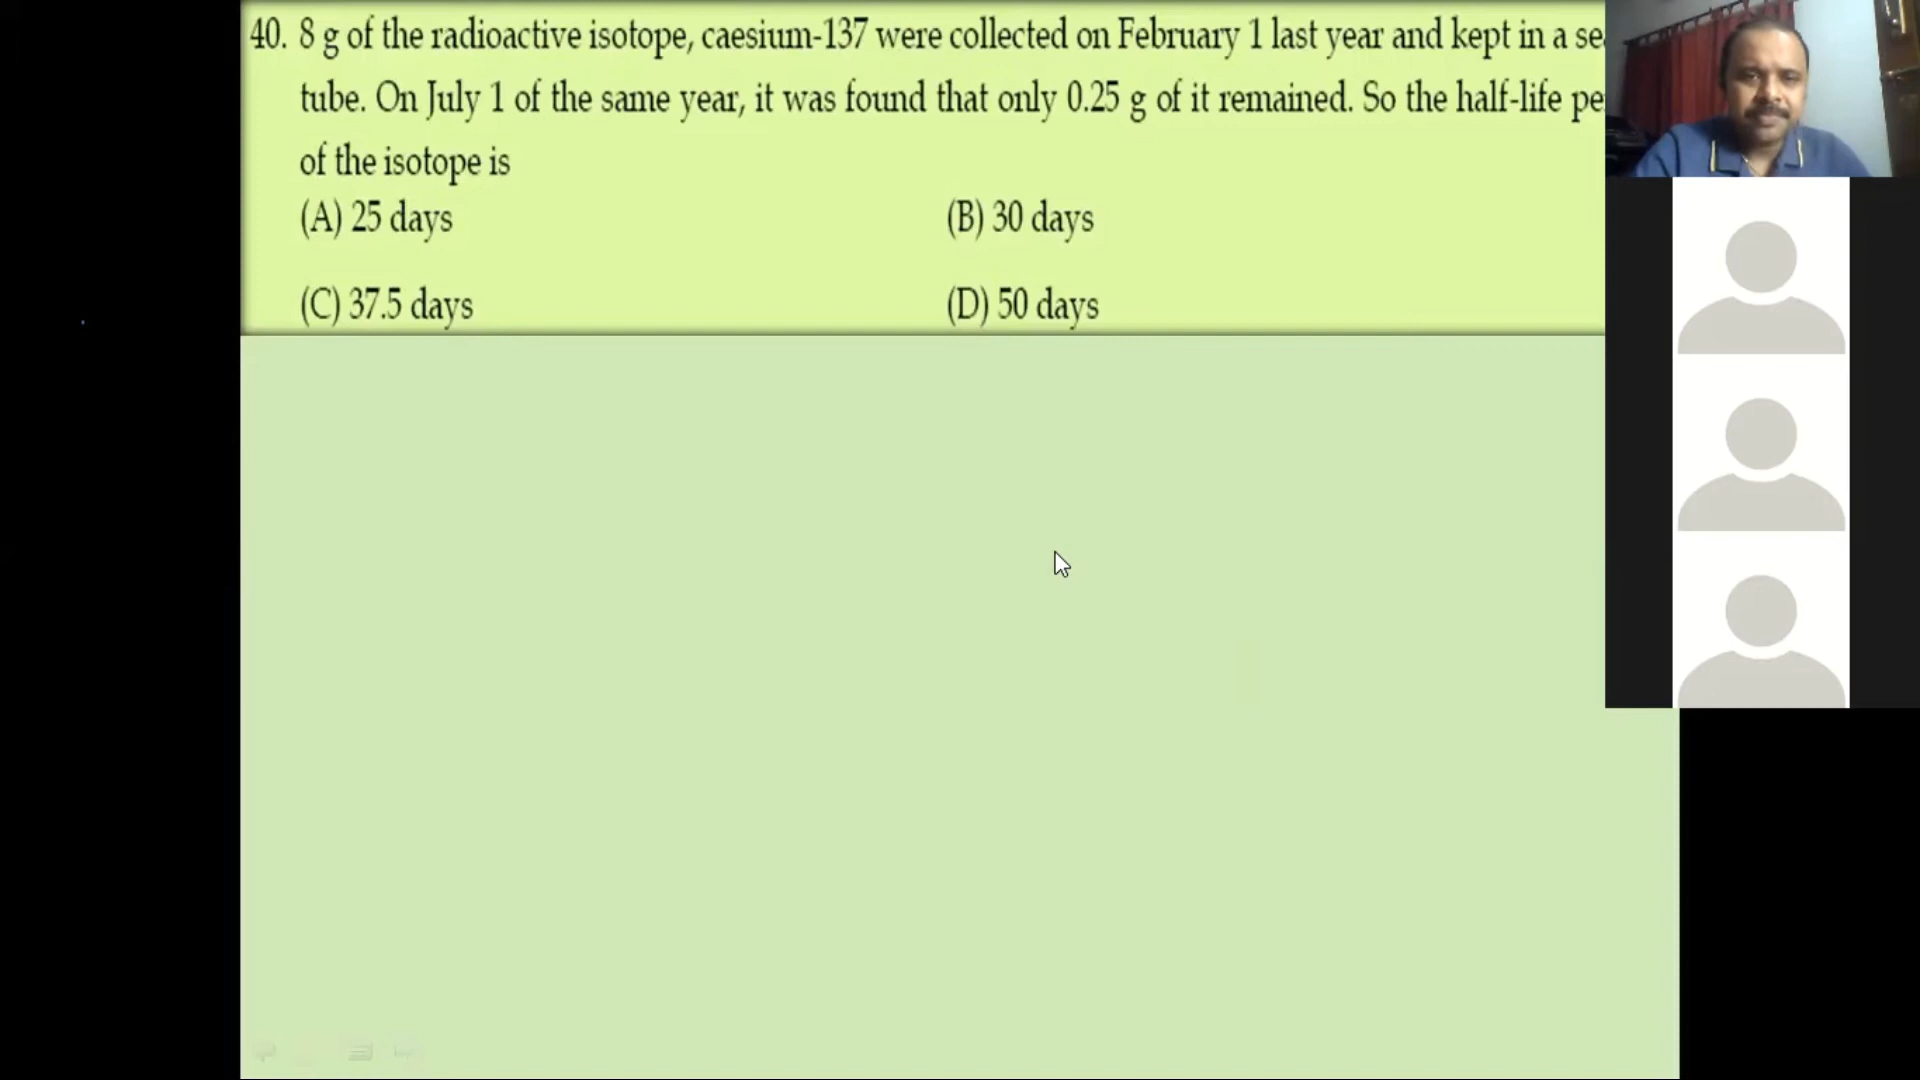 40. 8 g of the radioactive isotope, caesium-137 were collected on February 1 last year and kept in a
tube. On July 1 of the same year, it was found that only 0.25 g of it remained. So the half-life
of the isotope is
(A) 25 days (B) 30 days
(C) 37.5 days (D) 50 days